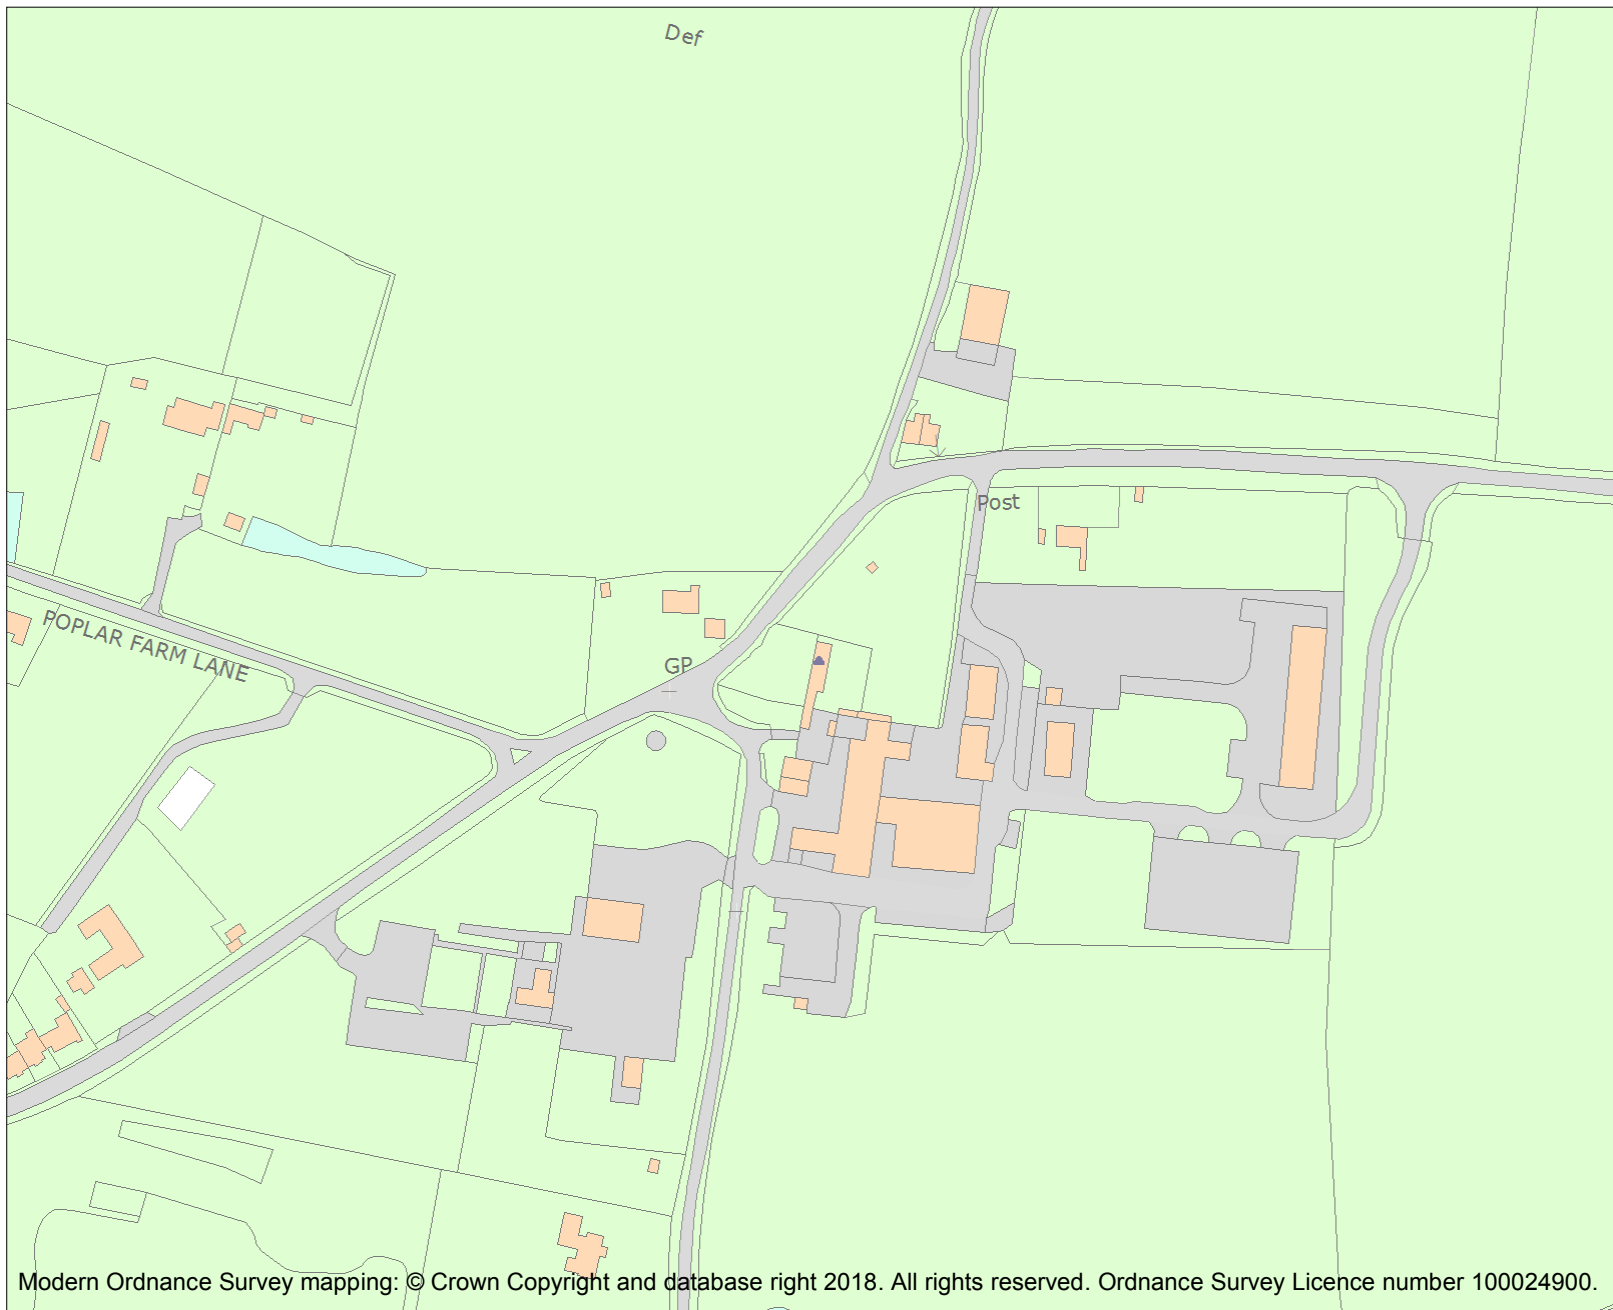 Def
Post
POPLAR FARM LANE
GP
Modern Ordnance Survey mapping: © Crown Copyright and database right 2018. All rights reserved. Ordnance Survey Licence number 100024900.